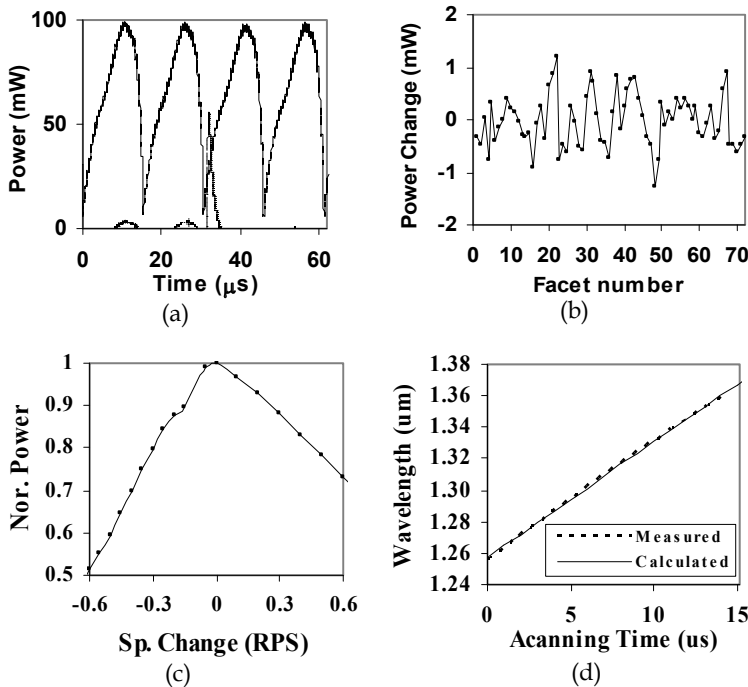 100
50
0
Power (mW)
0 20 40 60
Time (μs)
(a)
2
1
0
-1
-2
Power Change (mW)
0 10 20 30 40 50 60 70
Facet number
(b)
1
0.9
0.8
0.7
0.6
0.5
Nor. Power
-0.6 -0.3 0 0.3 0.6
Sp. Change (RPS)
(c)
1.38
1.36
1.33
1.30
1.28
1.26
1.24
Wavelength (um)
Measured
Calculated
0 5 10 15
Acanning Time (us)
(d)